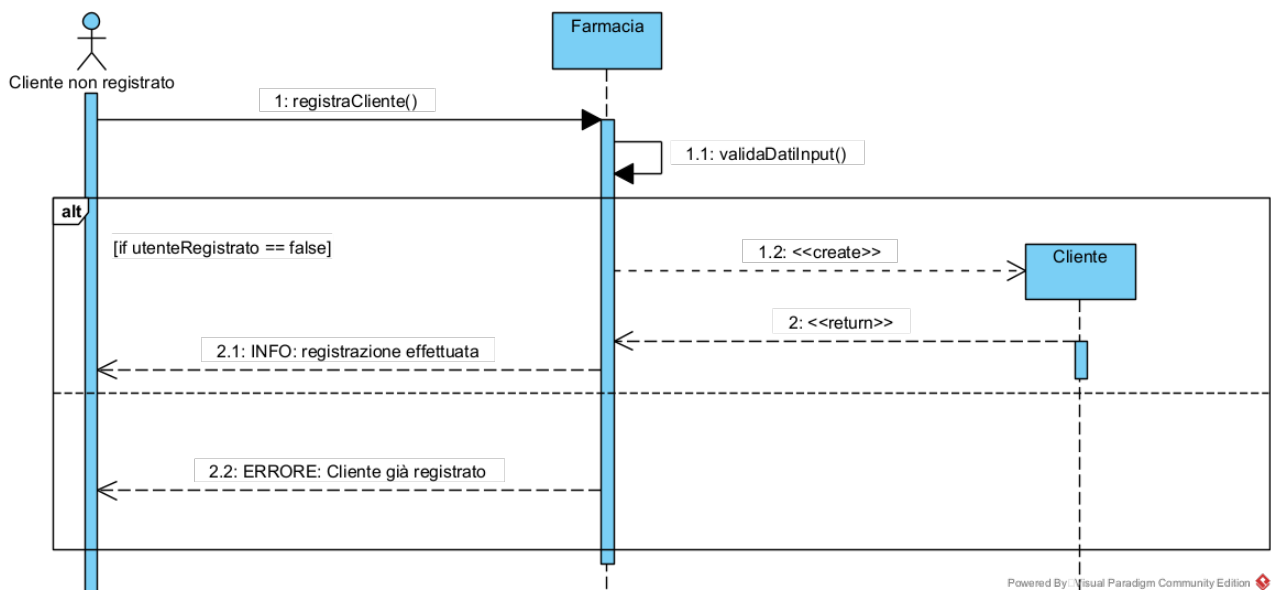 Farmacia
Cliente non registrato
1: registraCliente()
1.1: validaDatiInput()
alt
[if utenteRegistrato == false]
1.2: <<create>>
Cliente
2: <<return>>
2.1: INFO: registrazione effettuata
2.2: ERRORE: Cliente già registrato
Powered By Visual Paradigm Community Edition